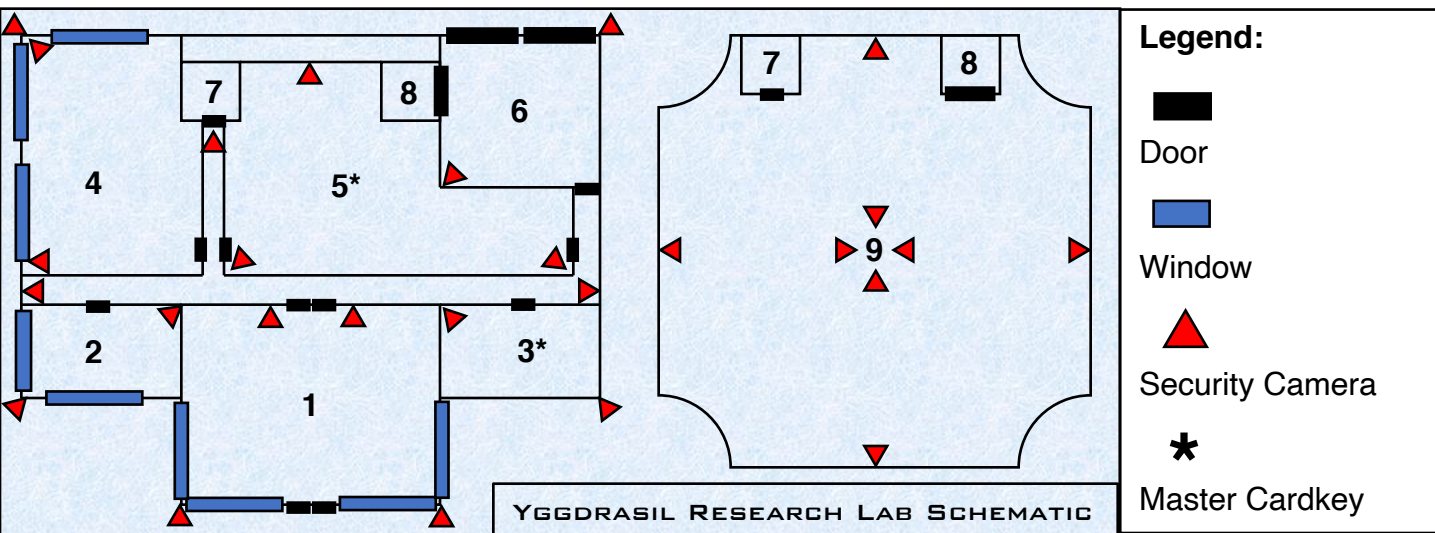 7
8
6
4
5*
2
3*
1
7
8
9
YGGDRASIL RESEARCH LAB SCHEMATIC
Legend:
Door
Window
Security Camera
*
Master Cardkey